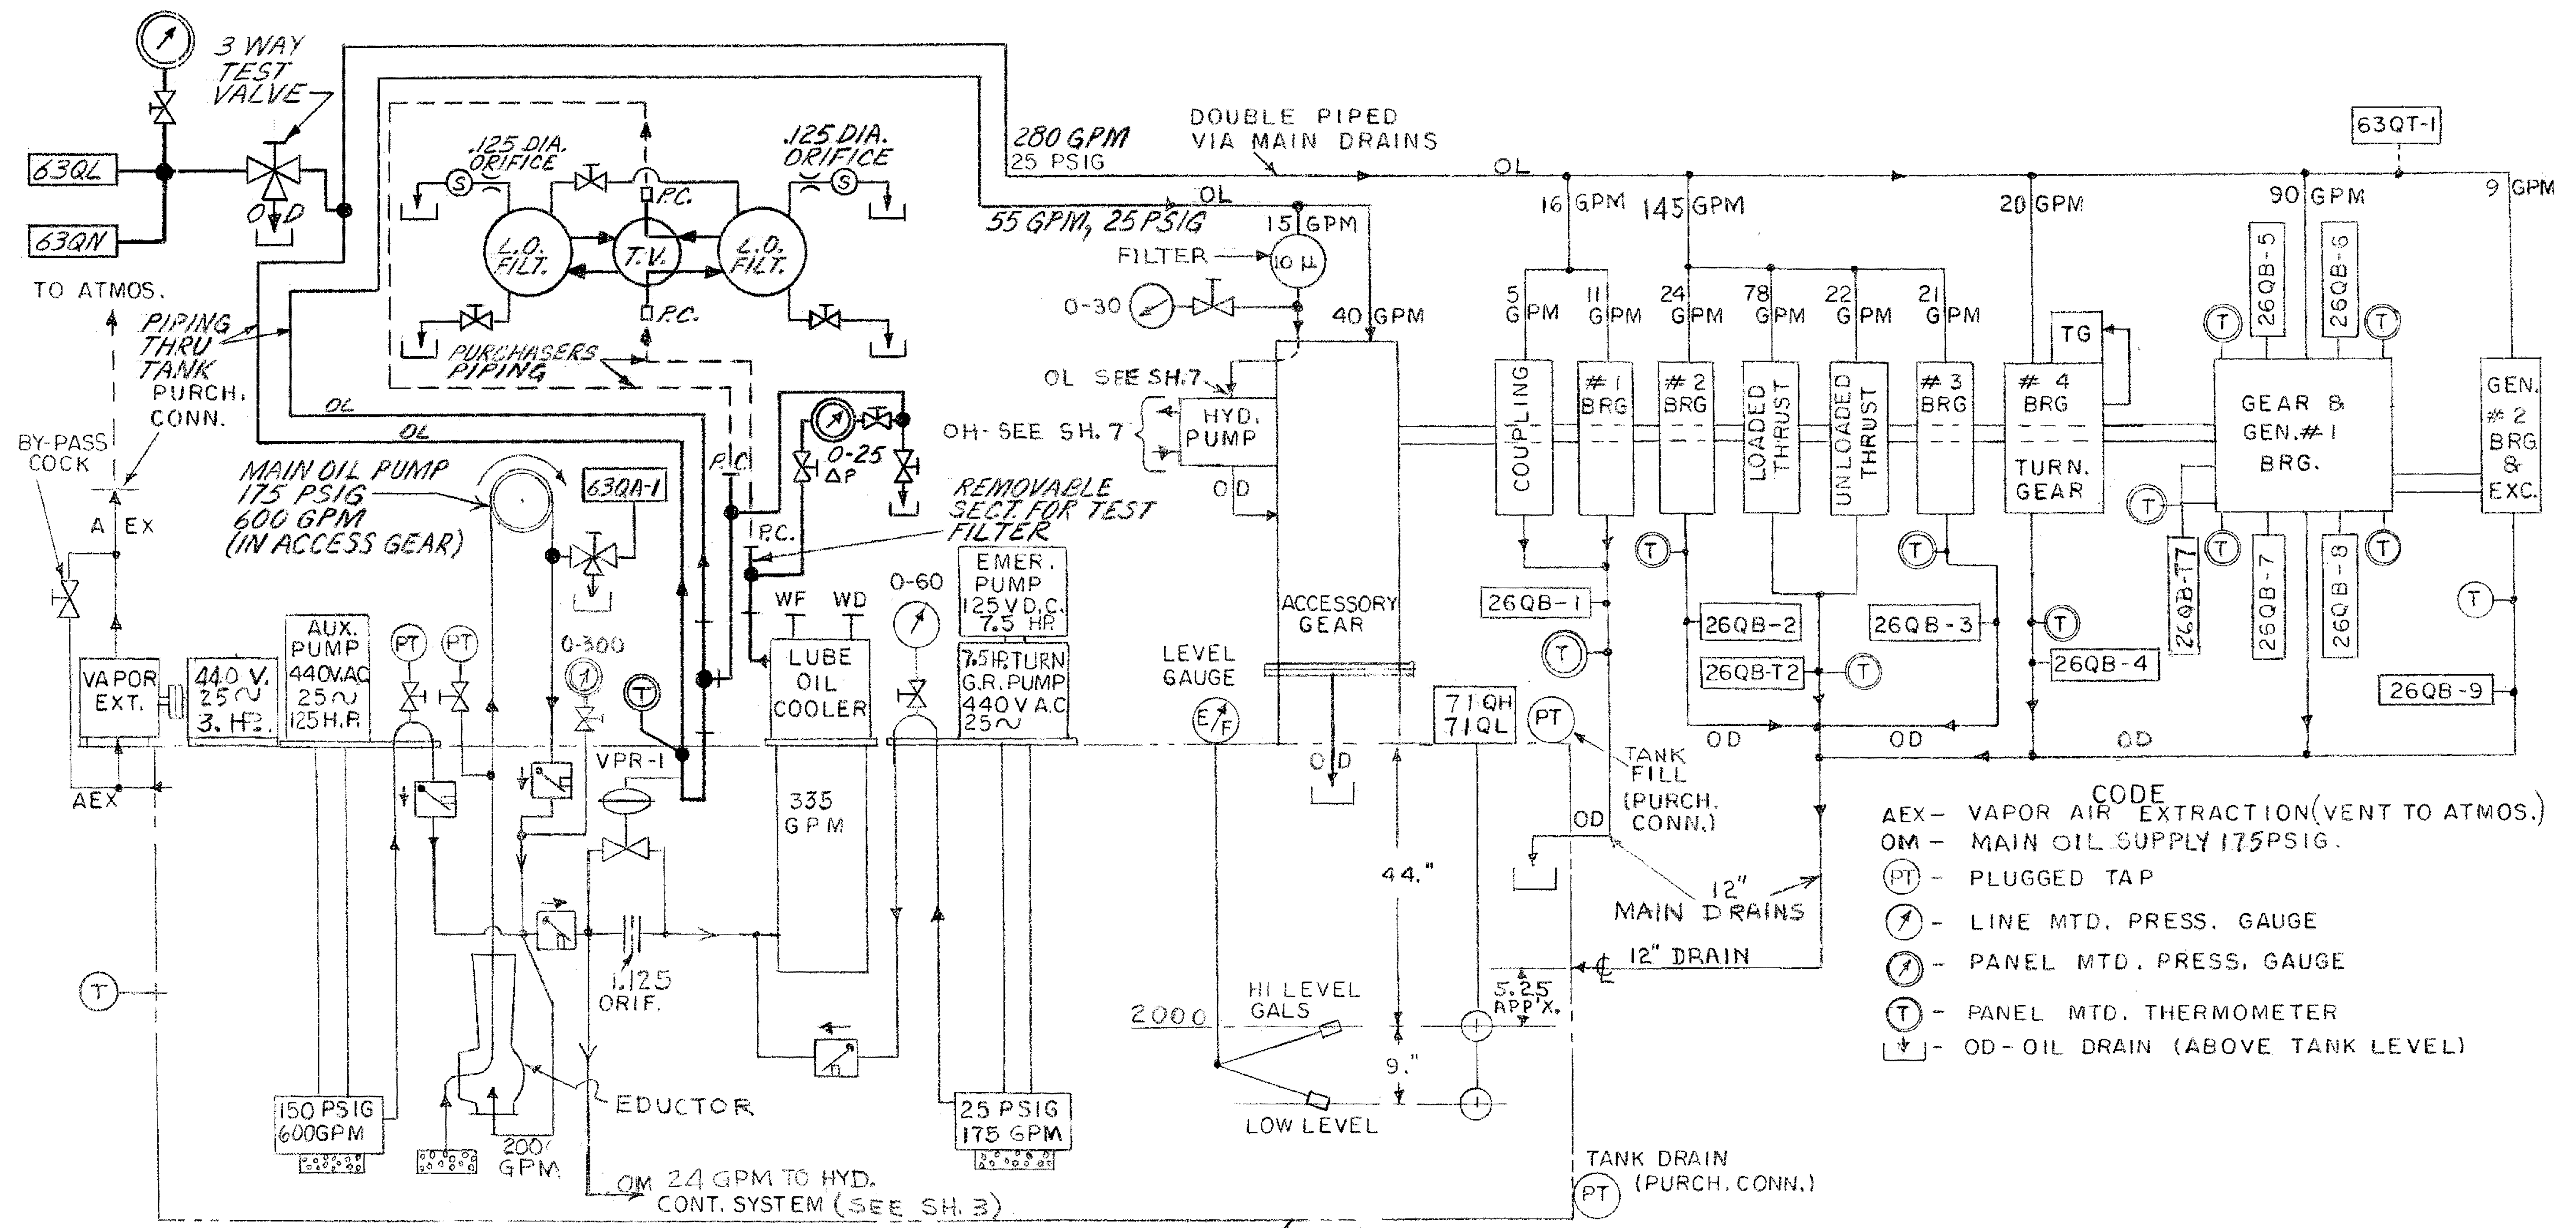 3 WAY
TEST
VALVE
63QL
63QN
O D
TO ATMOS.
PIPING
THRU
TANK
PURCH.
CONN.
BY-PASS
COCK
A EX
AEX
VAPOR
EXT.
440 V.
25~
3. HP.
AUX.
PUMP
440V.AC
25~
125 H.P.
PT
PT
MAIN OIL PUMP
175 PSIG
600 GPM
(IN ACCESS GEAR)
.125 DIA.
ORIFICE
.125 DIA.
ORIFICE
S
S
P.C.
L.O.
FILT.
T.V.
L.O.
FILT.
P.C.
PURCHASERS
PIPING
OL
OL
63QA-1
P.C.
0-25
ΔP
REMOVABLE
SECT. FOR TEST
FILTER
P.C.
0-300
T
VPR-1
WF WD
LUBE
OIL
COOLER
335
GPM
0-60
EMER.
PUMP
125 V D.C.
7.5 HP.
7.5 HP. TURN
G.R. PUMP
440 V A.C
25~
1.125
ORIF.
EDUCTOR
150 PSIG
600GPM
200
GPM
25 PSIG
175 GPM
OM 24 GPM TO HYD.
CONT. SYSTEM (SEE SH. 3)
T
280 GPM
25 PSIG
DOUBLE PIPED
VIA MAIN DRAINS
OL
OL
55 GPM, 25 PSIG
15 GPM
FILTER
10 µ
0-30
40 GPM
OL SEE SH. 7
HYD.
PUMP
OH- SEE SH. 7
O D
ACCESSORY
GEAR
LEVEL
GAUGE
E/F
O D
71QH
71QL
PT
TANK
FILL
(PURCH.
CONN.)
OD
44."
12"
MAIN DRAINS
12" DRAIN
5.25
APP'X.
HI LEVEL
GALS
2000
9."
LOW LEVEL
TANK DRAIN
(PURCH. CONN.)
PT
63QT-1
16 GPM
145 GPM
20 GPM
90 GPM
9 GPM
5
GPM
11
GPM
24
GPM
78
GPM
22
GPM
21
GPM
COUPLING
# 1
BRG
# 2
BRG
LOADED
THRUST
UNLOADED
THRUST
# 3
BRG
TG
# 4
BRG
TURN.
GEAR
26QB-5
26QB-6
T
T
GEAR &
GEN.#1
BRG.
GEN.
# 2
BRG
&
EXC.
T
T
T
26QB-T7
26QB-7
26QB-8
T
T
T
26QB-1
T
26QB-2
26QB-T2
T
26QB-3
T
26QB-4
26QB-9
OD
OD
OD
CODE
AEX- VAPOR AIR EXTRACTION(VENT TO ATMOS.)
OM - MAIN OIL SUPPLY 175PSIG.
PT - PLUGGED TAP
- LINE MTD. PRESS. GAUGE
- PANEL MTD. PRESS. GAUGE
T - PANEL MTD. THERMOMETER
- OD-OIL DRAIN (ABOVE TANK LEVEL)